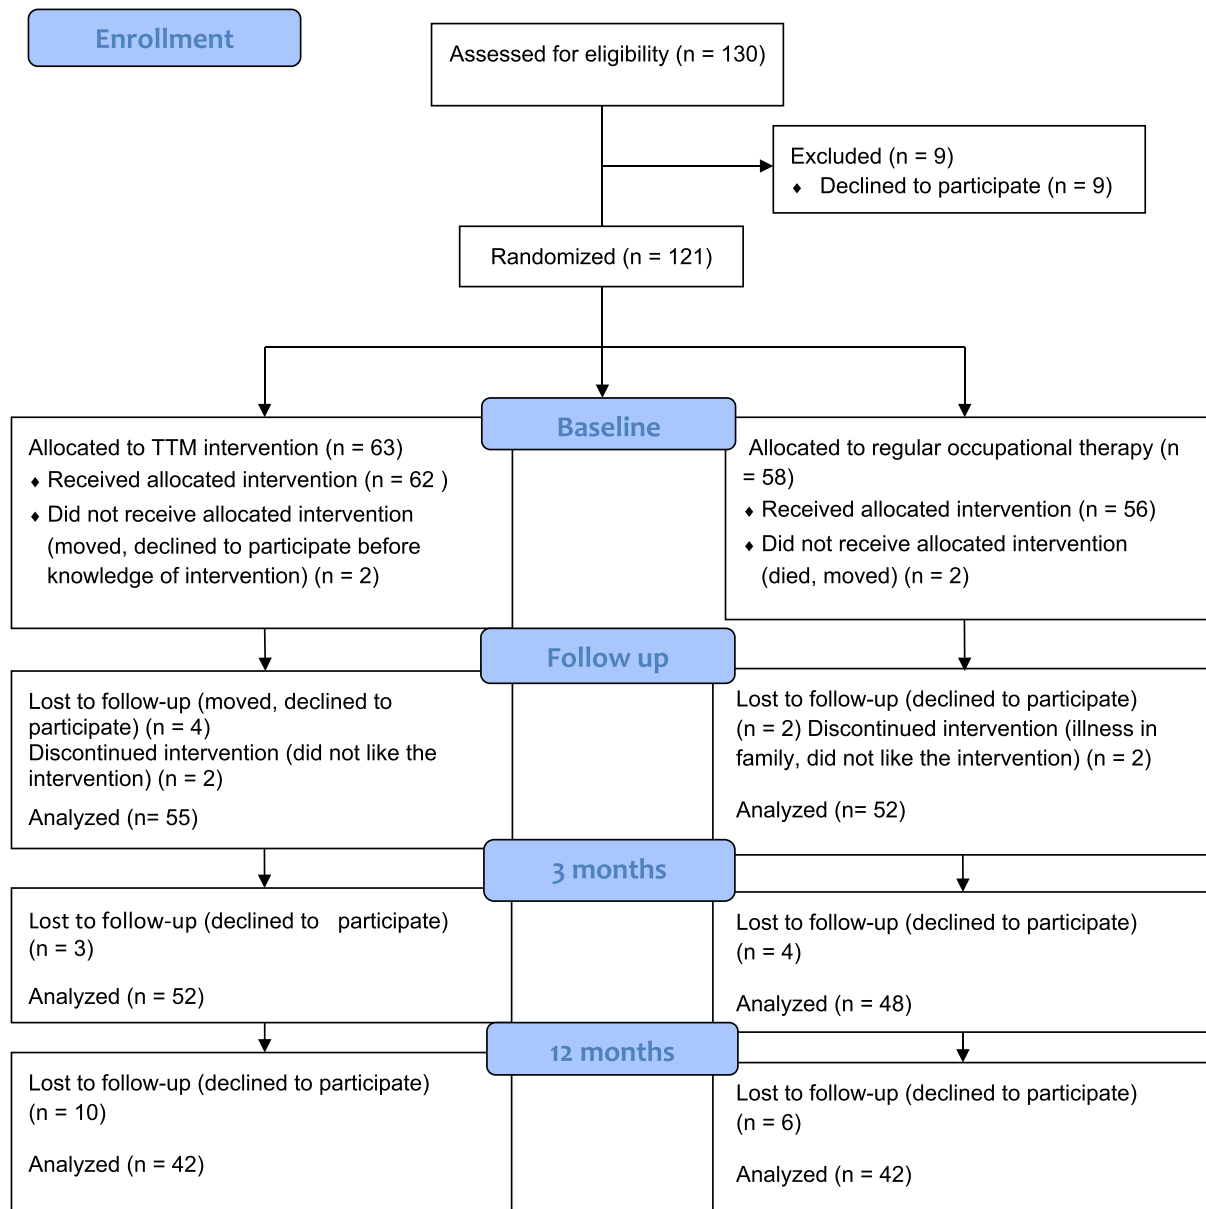 Enrollment
Assessed for eligibility (n = 130)
Excluded (n = 9)
♦ Declined to participate (n = 9)
Randomized (n = 121)
Baseline
Allocated to TTM intervention (n = 63)
♦ Received allocated intervention (n = 62 )
♦ Did not receive allocated intervention
(moved, declined to participate before
knowledge of intervention) (n = 2)
Allocated to regular occupational therapy (n
= 58)
♦ Received allocated intervention (n = 56)
♦ Did not receive allocated intervention
(died, moved) (n = 2)
Follow up
Lost to follow-up (moved, declined to
participate) (n = 4)
Discontinued intervention (did not like the
intervention) (n = 2)
Analyzed (n= 55)
Lost to follow-up (declined to participate)
(n = 2) Discontinued intervention (illness in
family, did not like the intervention) (n = 2)
Analyzed (n= 52)
3 months
Lost to follow-up (declined to participate)
(n = 3)
Analyzed (n = 52)
Lost to follow-up (declined to participate)
(n = 4)
Analyzed (n = 48)
12 months
Lost to follow-up (declined to participate)
(n = 10)
Analyzed (n = 42)
Lost to follow-up (declined to participate)
(n = 6)
Analyzed (n = 42)